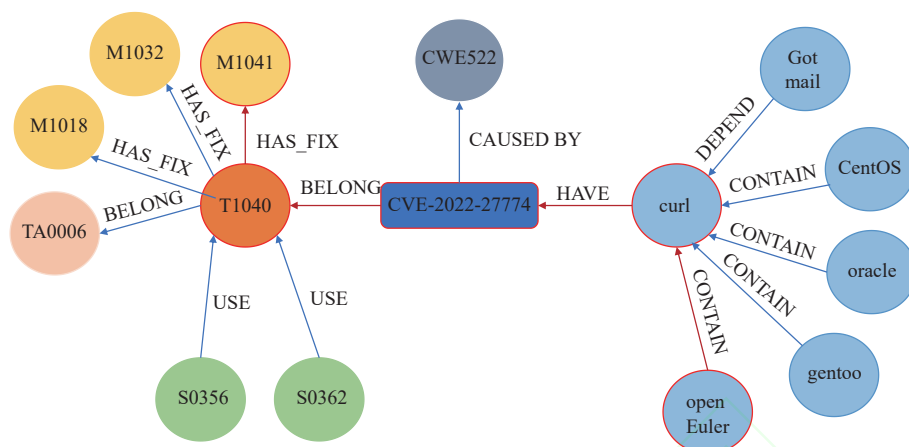 M1032
M1041
CWE522
Got
mail
HAS_FIX
M1018
HAS_FIX
HAS_FIX
CAUSED BY
DEPEND
CentOS
CONTAIN
BELONG
BELONG
TA0006
T1040
CVE-2022-27774
HAVE
curl
CONTAIN
oracle
CONTAIN
USE
USE
CONTAIN
gentoo
S0356
S0362
open
Euler